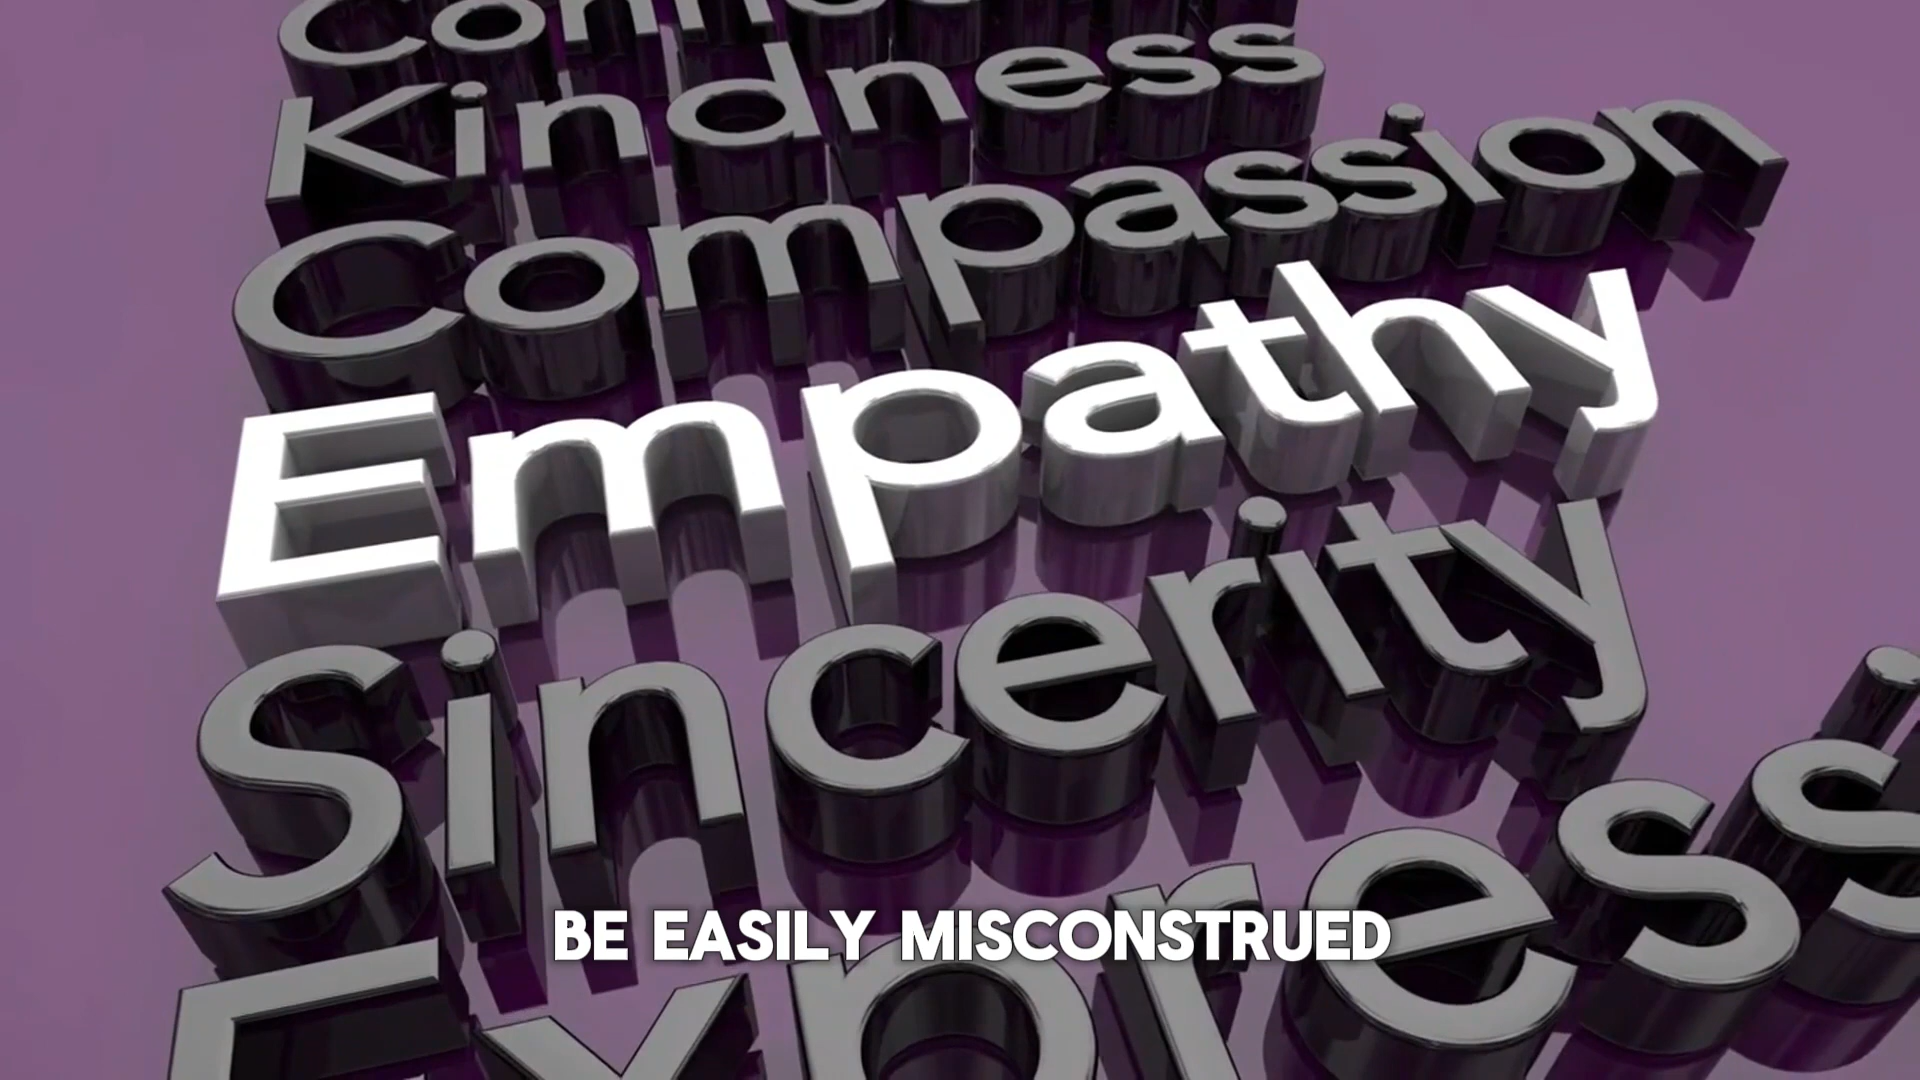 Kindness
Compassion
Empathy
Sincerity
BE EASILY MISCONSTRUED